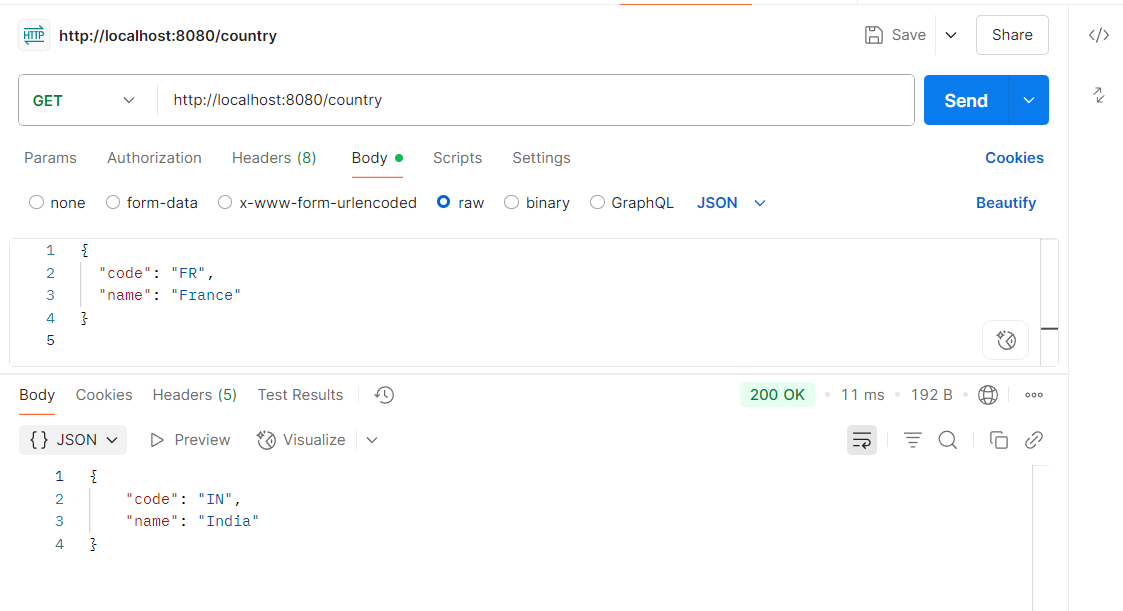 HTTP http://localhost:8080/country Save Share
GET http://localhost:8080/country Send
Params Authorization Headers (8) Body Scripts Settings Cookies
none form-data x-www-form-urlencoded raw binary GraphQL JSON Beautify
1 {
2 "code": "FR",
3 "name": "France"
4 }
5
Body Cookies Headers (5) Test Results 200 OK • 11 ms • 192 B •
{} JSON Preview Visualize
1 {
2 "code": "IN",
3 "name": "India"
4 }